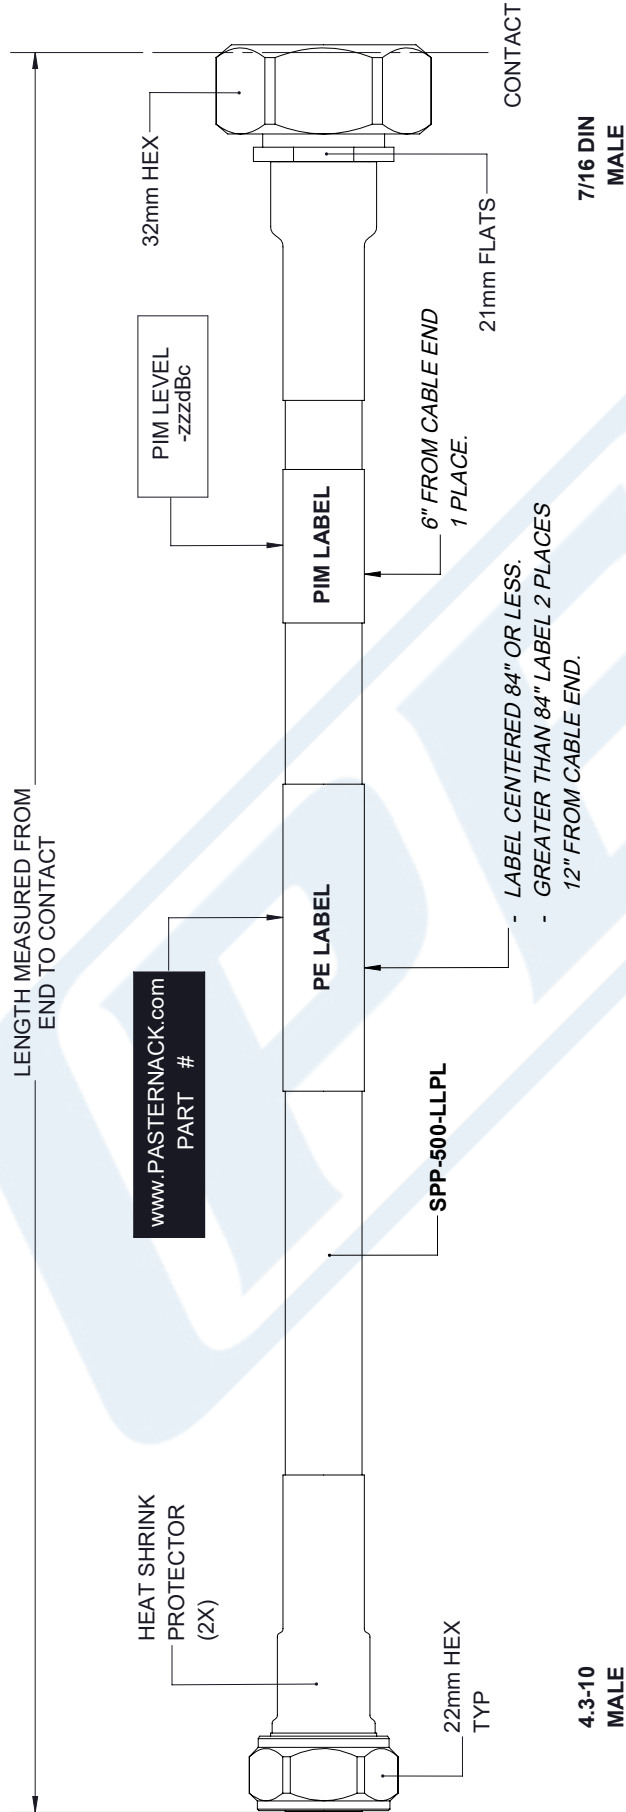 LENGTH MEASURED FROM
END TO CONTACT
HEAT SHRINK
PROTECTOR
(2X)
www.PASTERNACK.com
PART #
PIM LEVEL
-zzzdBc
32mm HEX
PE LABEL
PIM LABEL
22mm HEX
TYP
SPP-500-LLPL
- LABEL CENTERED 84" OR LESS.
- GREATER THAN 84" LABEL 2 PLACES
12" FROM CABLE END.
6" FROM CABLE END
1 PLACE.
21mm FLATS
CONTACT
4.3-10
MALE
7/16 DIN
MALE